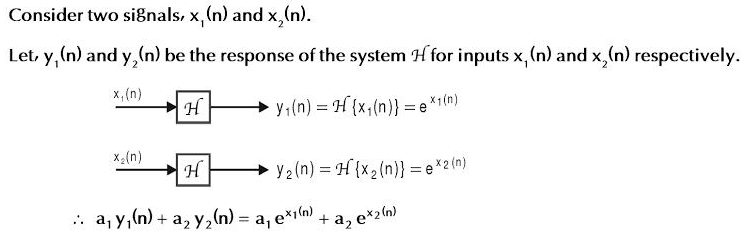 Consider two signals, x₁(n) and x₂(n).
Let, y₁(n) and y₂(n) be the response of the system ℋ for inputs x₁(n) and x₂(n) respectively.
x₁(n) ℋ y₁(n) = ℋ{x₁(n)} = e^x₁(n)
x₂(n) ℋ y₂(n) = ℋ{x₂(n)} = e^x₂(n)
∴ a₁ y₁(n) + a₂ y₂(n) = a₁ e^x₁(n) + a₂ e^x₂(n)